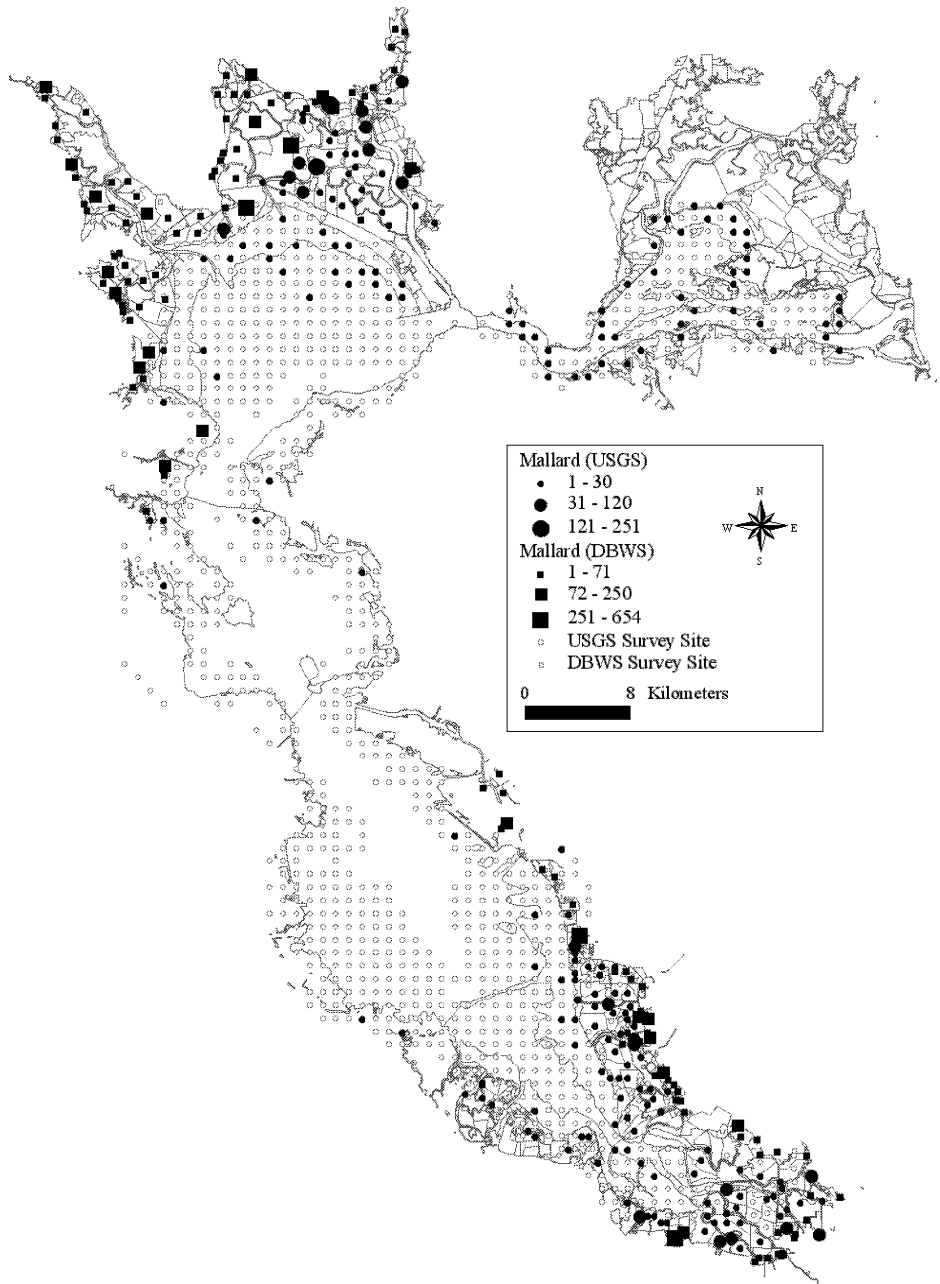 Mallard (USGS)
1 - 30
31 - 120
121 - 251
Mallard (DBWS)
1 - 71
72 - 250
251 - 654
USGS Survey Site
DBWS Survey Site
0 8 Kilometers
N
W E
S